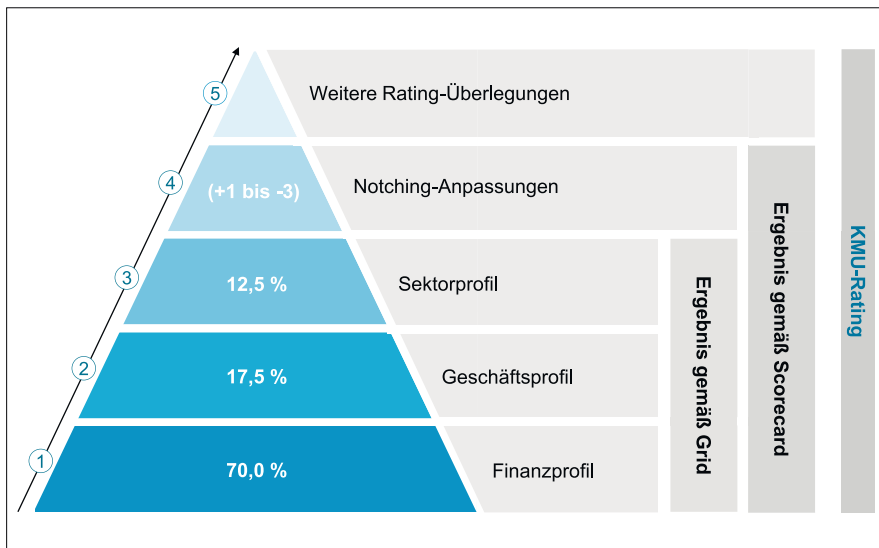 5
Weitere Rating-Überlegungen
4
(+1 bis -3)
Notching-Anpassungen
3
12,5 %
Sektorprofil
2
17,5 %
Geschäftsprofil
1
70,0 %
Finanzprofil
Ergebnis gemäß Grid
Ergebnis gemäß Scorecard
KMU-Rating